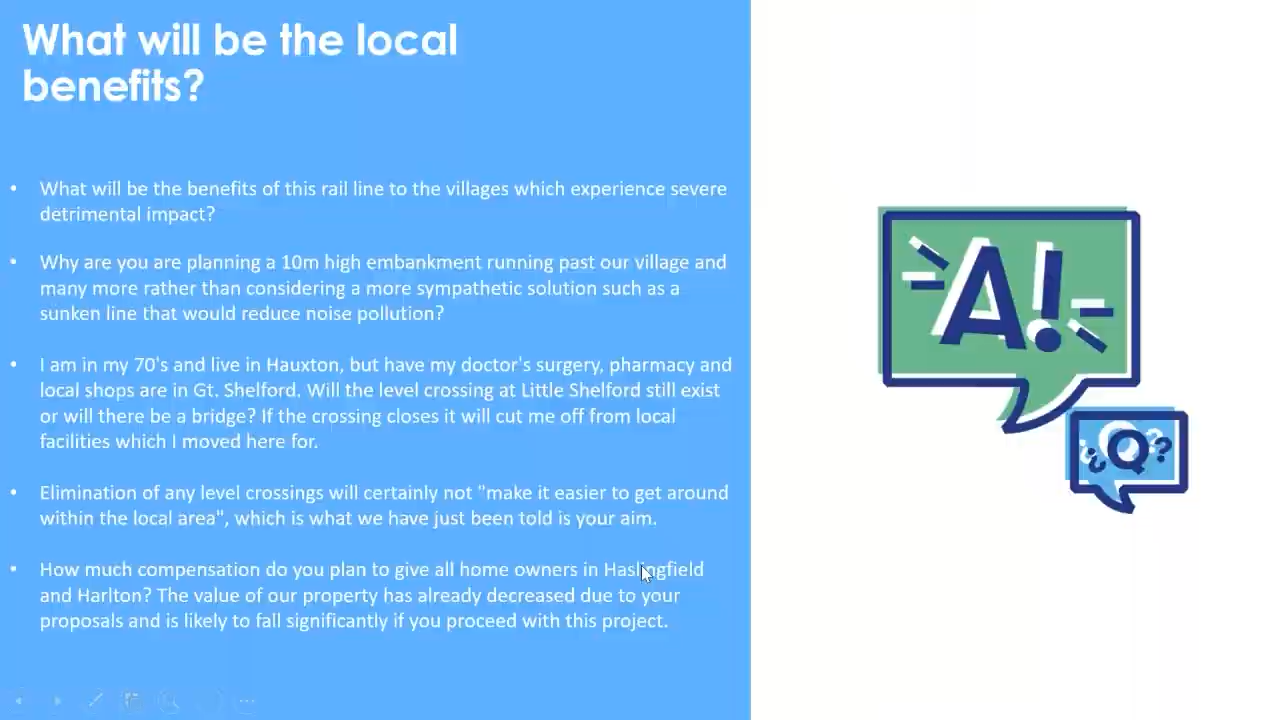 What will be the local
benefits?
• What will be the benefits of this rail line to the villages which experience severe
detrimental impact?
• Why are you are planning a 10m high embankment running past our village and
many more rather than considering a more sympathetic solution such as a
sunken line that would reduce noise pollution?
• I am in my 70's and live in Hauxton, but have my doctor's surgery, pharmacy and
local shops are in Gt. Shelford. Will the level crossing at Little Shelford still exist
or will there be a bridge? If the crossing closes it will cut me off from local
facilities which I moved here for.
• Elimination of any level crossings will certainly not "make it easier to get around
within the local area", which is what we have just been told is your aim.
• How much compensation do you plan to give all home owners in Haslingfield
and Harlton? The value of our property has already decreased due to your
proposals and is likely to fall significantly if you proceed with this project.
A!
¿Q?